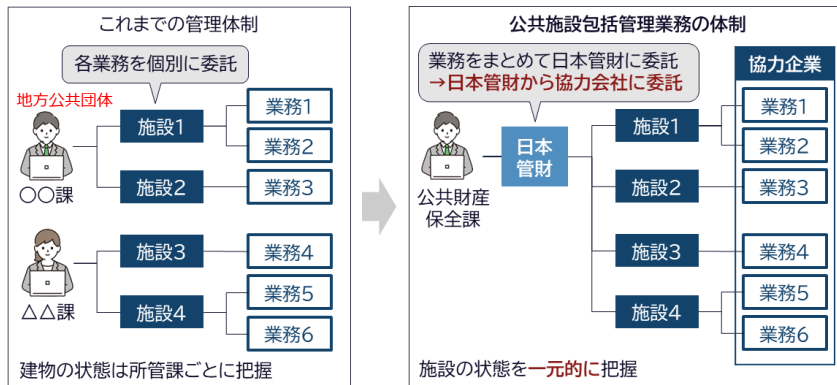 これまでの管理体制
各業務を個別に委託
地方公共団体
〇〇課
施設1
業務1
業務2
施設2
業務3
△△課
施設3
業務4
施設4
業務5
業務6
建物の状態は所管課ごとに把握
公共施設包括管理業務の体制
業務をまとめて日本管財に委託
→日本管財から協力会社に委託
協力企業
公共財産
保全課
日本
管財
施設1
業務1
業務2
施設2
業務3
施設3
業務4
施設4
業務5
業務6
施設の状態を一元的に把握